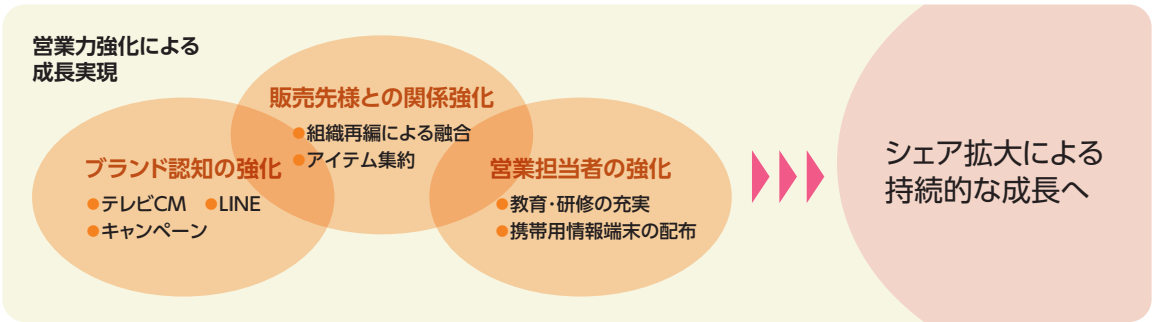 営業力強化による
成長実現
販売先様との関係強化
●組織再編による融合
●アイテム集約
ブランド認知の強化
●テレビCM ●LINE
●キャンペーン
営業担当者の強化
●教育・研修の充実
●携帯用情報端末の配布
シェア拡大による
持続的な成長へ